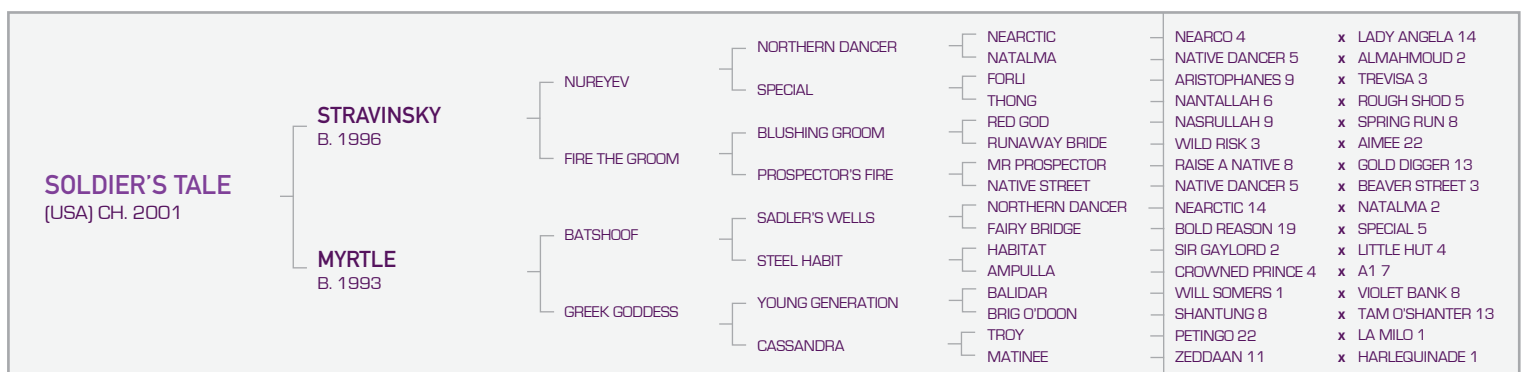 SOLDIER'S TALE
(USA) CH. 2001
STRAVINSKY
B. 1996
MYRTLE
B. 1993
NUREYEV
FIRE THE GROOM
BATSHOOF
GREEK GODDESS
NORTHERN DANCER
SPECIAL
BLUSHING GROOM
PROSPECTOR'S FIRE
SADLER'S WELLS
STEEL HABIT
YOUNG GENERATION
CASSANDRA
NEARCTIC
NATALMA
FORLI
THONG
RED GOD
RUNAWAY BRIDE
MR PROSPECTOR
NATIVE STREET
NORTHERN DANCER
FAIRY BRIDGE
HABITAT
AMPULLA
BALIDAR
BRIG O'DOON
TROY
MATINEE
NEARCO 4 x LADY ANGELA 14
NATIVE DANCER 5 x ALMAHMOUD 2
ARISTOPHANES 9 x TREVISA 3
NANTALLAH 6 x ROUGH SHOD 5
NASRULLAH 9 x SPRING RUN 8
WILD RISK 3 x AIMEE 22
RAISE A NATIVE 8 x GOLD DIGGER 13
NATIVE DANCER 5 x BEAVER STREET 3
NEARCTIC 14 x NATALMA 2
BOLD REASON 19 x SPECIAL 5
SIR GAYLORD 2 x LITTLE HUT 4
CROWNED PRINCE 4 x A1 7
WILL SOMERS 1 x VIOLET BANK 8
SHANTUNG 8 x TAM O'SHANTER 13
PETINGO 22 x LA MILO 1
ZEDDAAN 11 x HARLEQUINADE 1